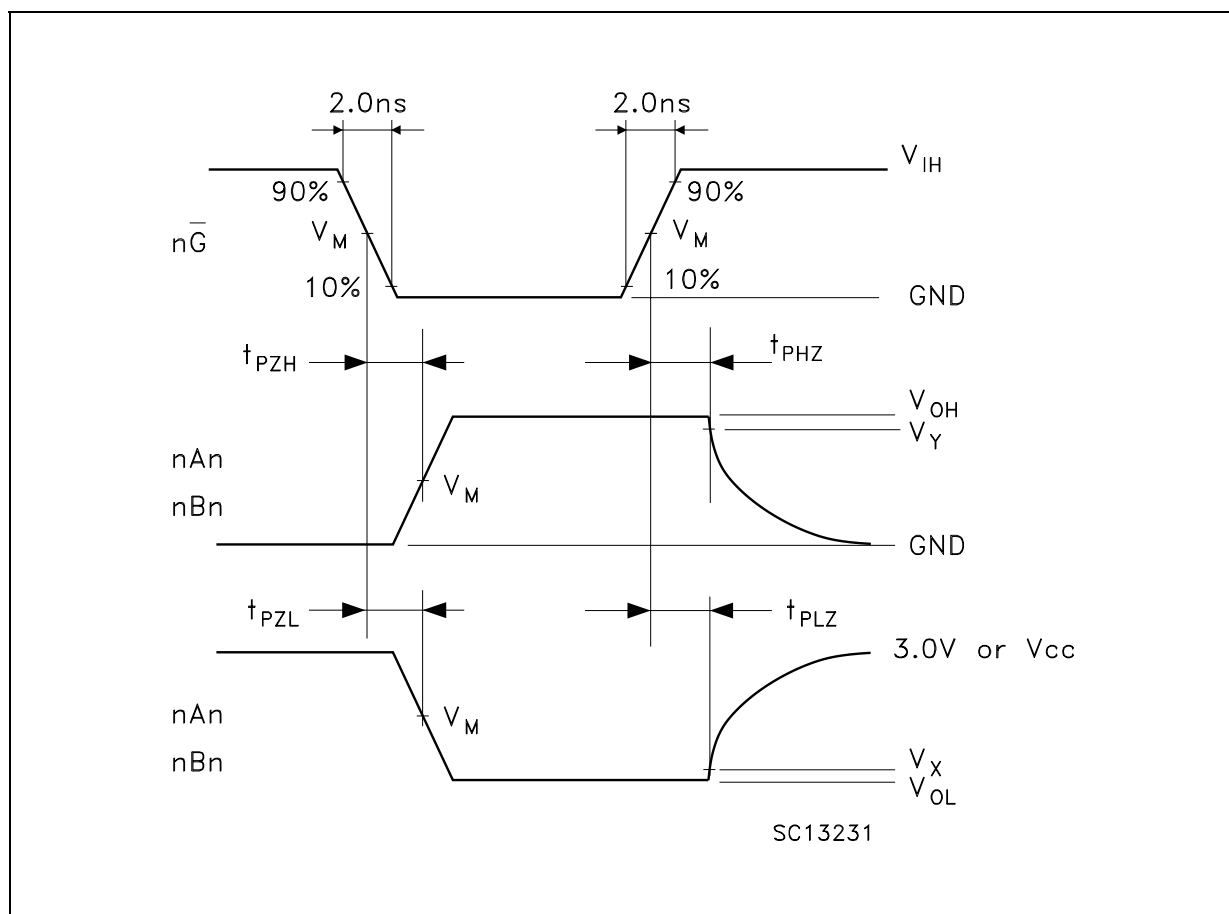 2.0ns 2.0ns
V_IH
90% 90%
nG̅ V_M V_M
10% 10%
GND
t_PZH t_PHZ
V_OH
V_Y
nAn
V_M
nBn
GND
t_PZL t_PLZ
3.0V or Vcc
nAn V_M
nBn
V_X
V_OL
SC13231